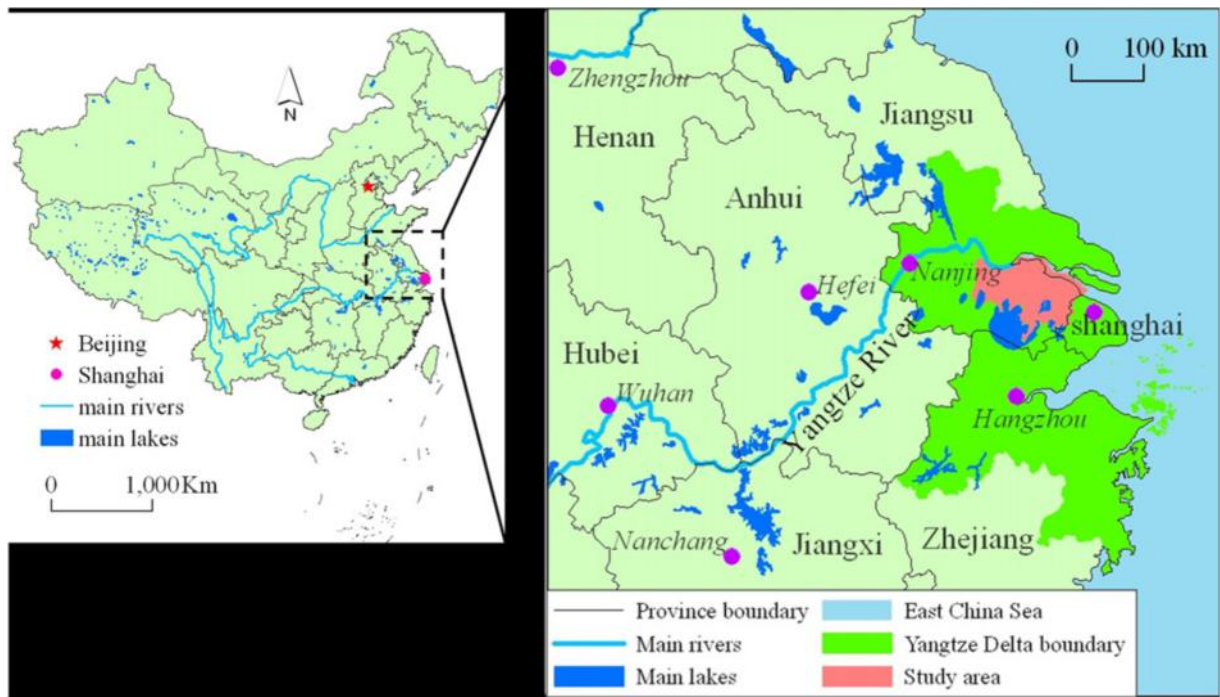 N
Beijing
Shanghai
main rivers
main lakes
0 1,000Km
0 100 km
Zhengzhou
Henan
Jiangsu
Anhui
Nanjing
Hefei
shanghai
Hubei
Wuhan
Yangtze River
Hangzhou
Nanchang
Jiangxi
Zhejiang
Province boundary
East China Sea
Main rivers
Yangtze Delta boundary
Main lakes
Study area